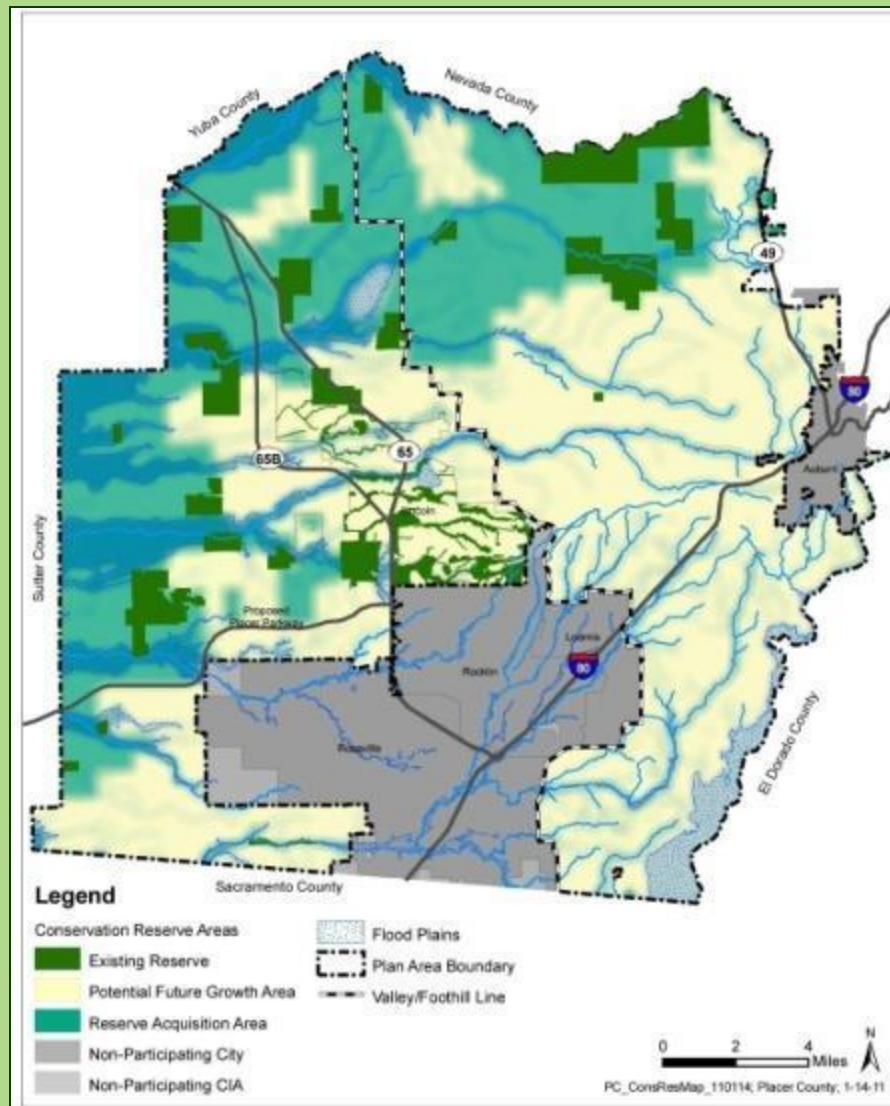 Nevada County
Yuba County
49
80
65
65B
Auburn
Lincoln
Sutter County
Proposed
Placer Parkway
Loomis
80
Rocklin
Roseville
El Dorado County
Sacramento County
Legend
Conservation Reserve Areas
Existing Reserve
Potential Future Growth Area
Reserve Acquisition Area
Non-Participating City
Non-Participating CIA
Flood Plains
Plan Area Boundary
Valley/Foothill Line
N
0 2 4
Miles
PC_ConsResMap_110114; Placer County; 1-14-11